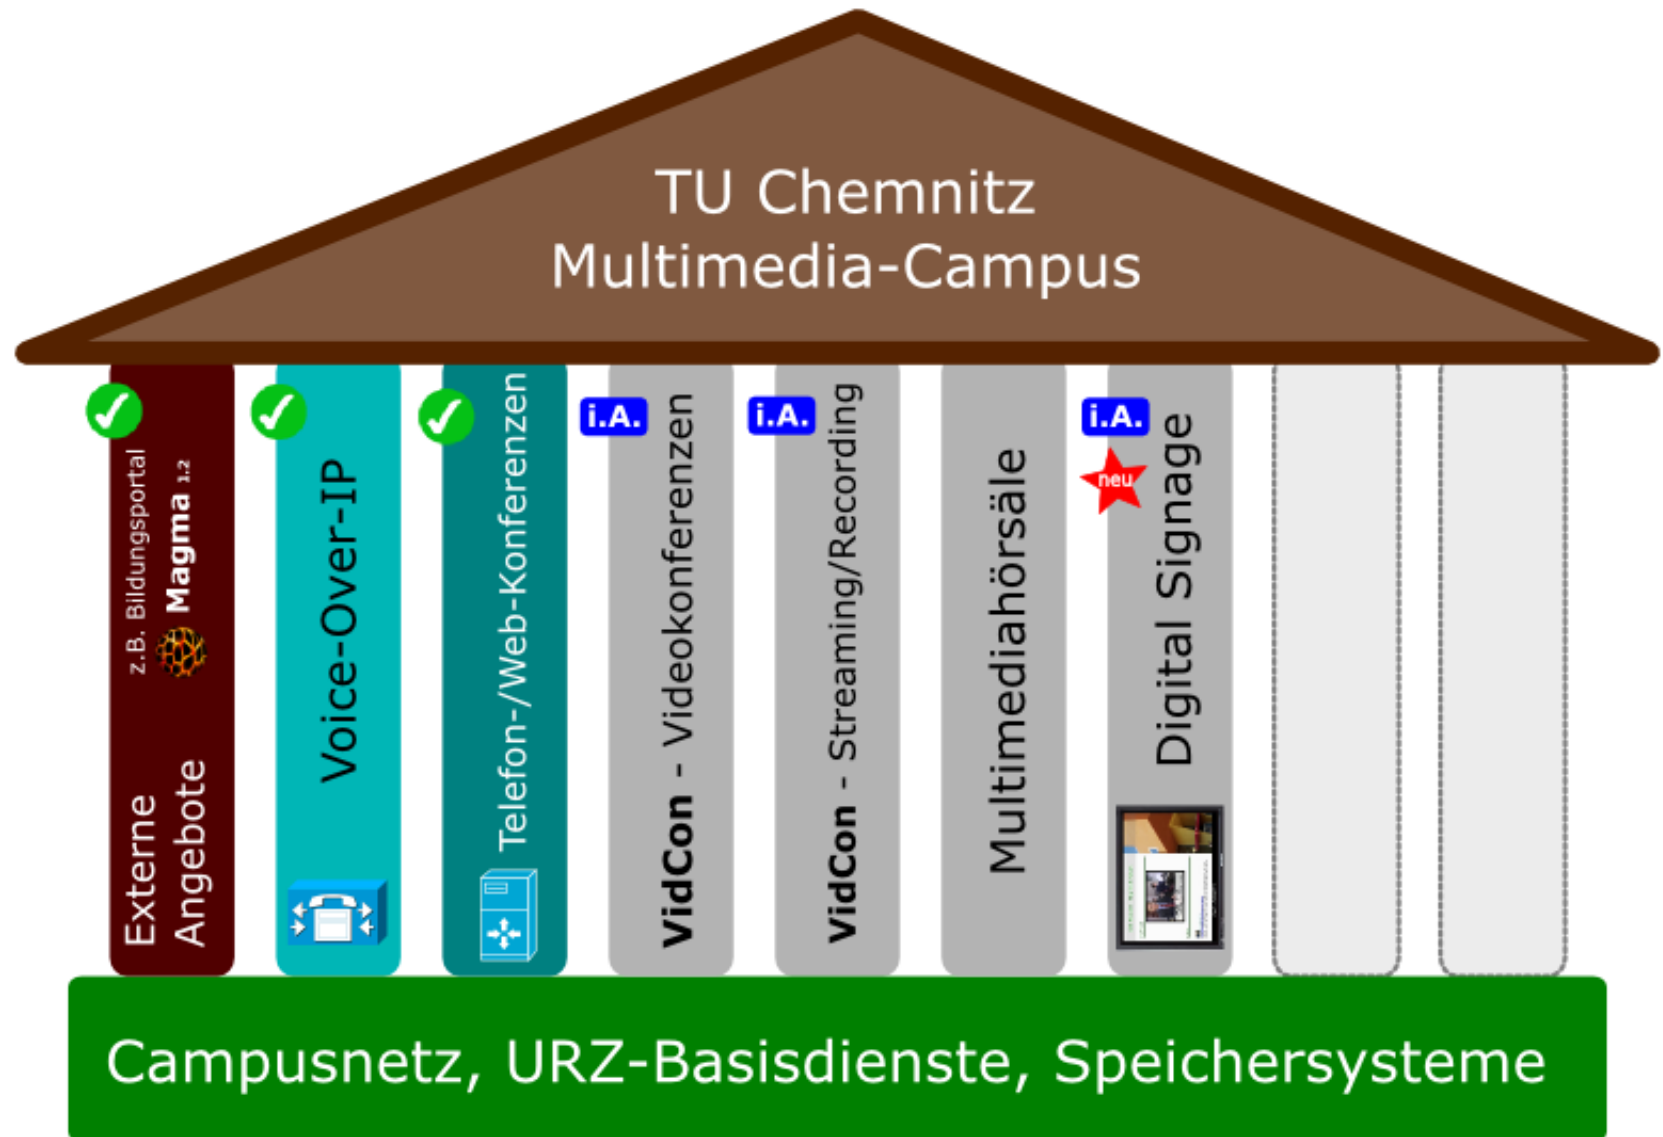 TU Chemnitz
Multimedia-Campus
Externe
Angebote
z.B. Bildungsportal
Magma 1.2
Voice-Over-IP
Telefon-/Web-Konferenzen
i.A.
VidCon - Videokonferenzen
i.A.
VidCon - Streaming/Recording
Multimediahörsäle
i.A.
neu
Digital Signage
Campusnetz, URZ-Basisdienste, Speichersysteme